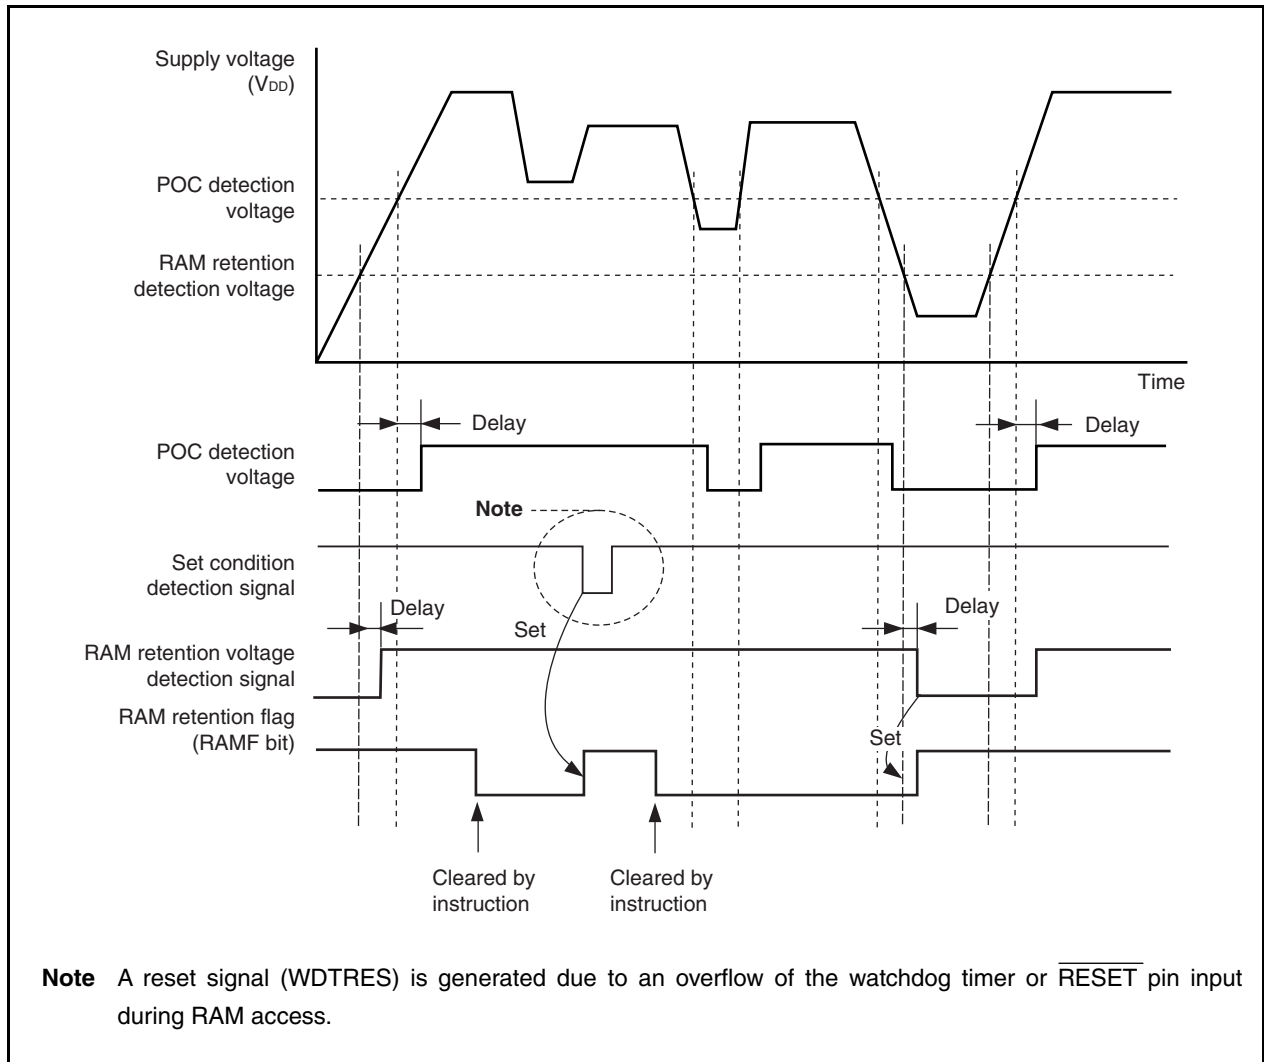 Supply voltage
(VDD)
POC detection
voltage
RAM retention
detection voltage
Time
Delay
Delay
POC detection
voltage
Note
Set condition
detection signal
Delay
Delay
Set
RAM retention voltage
detection signal
RAM retention flag
(RAMF bit)
Set
Cleared by
instruction
Cleared by
instruction
Note A reset signal (WDTRES) is generated due to an overflow of the watchdog timer or RESET pin input
during RAM access.